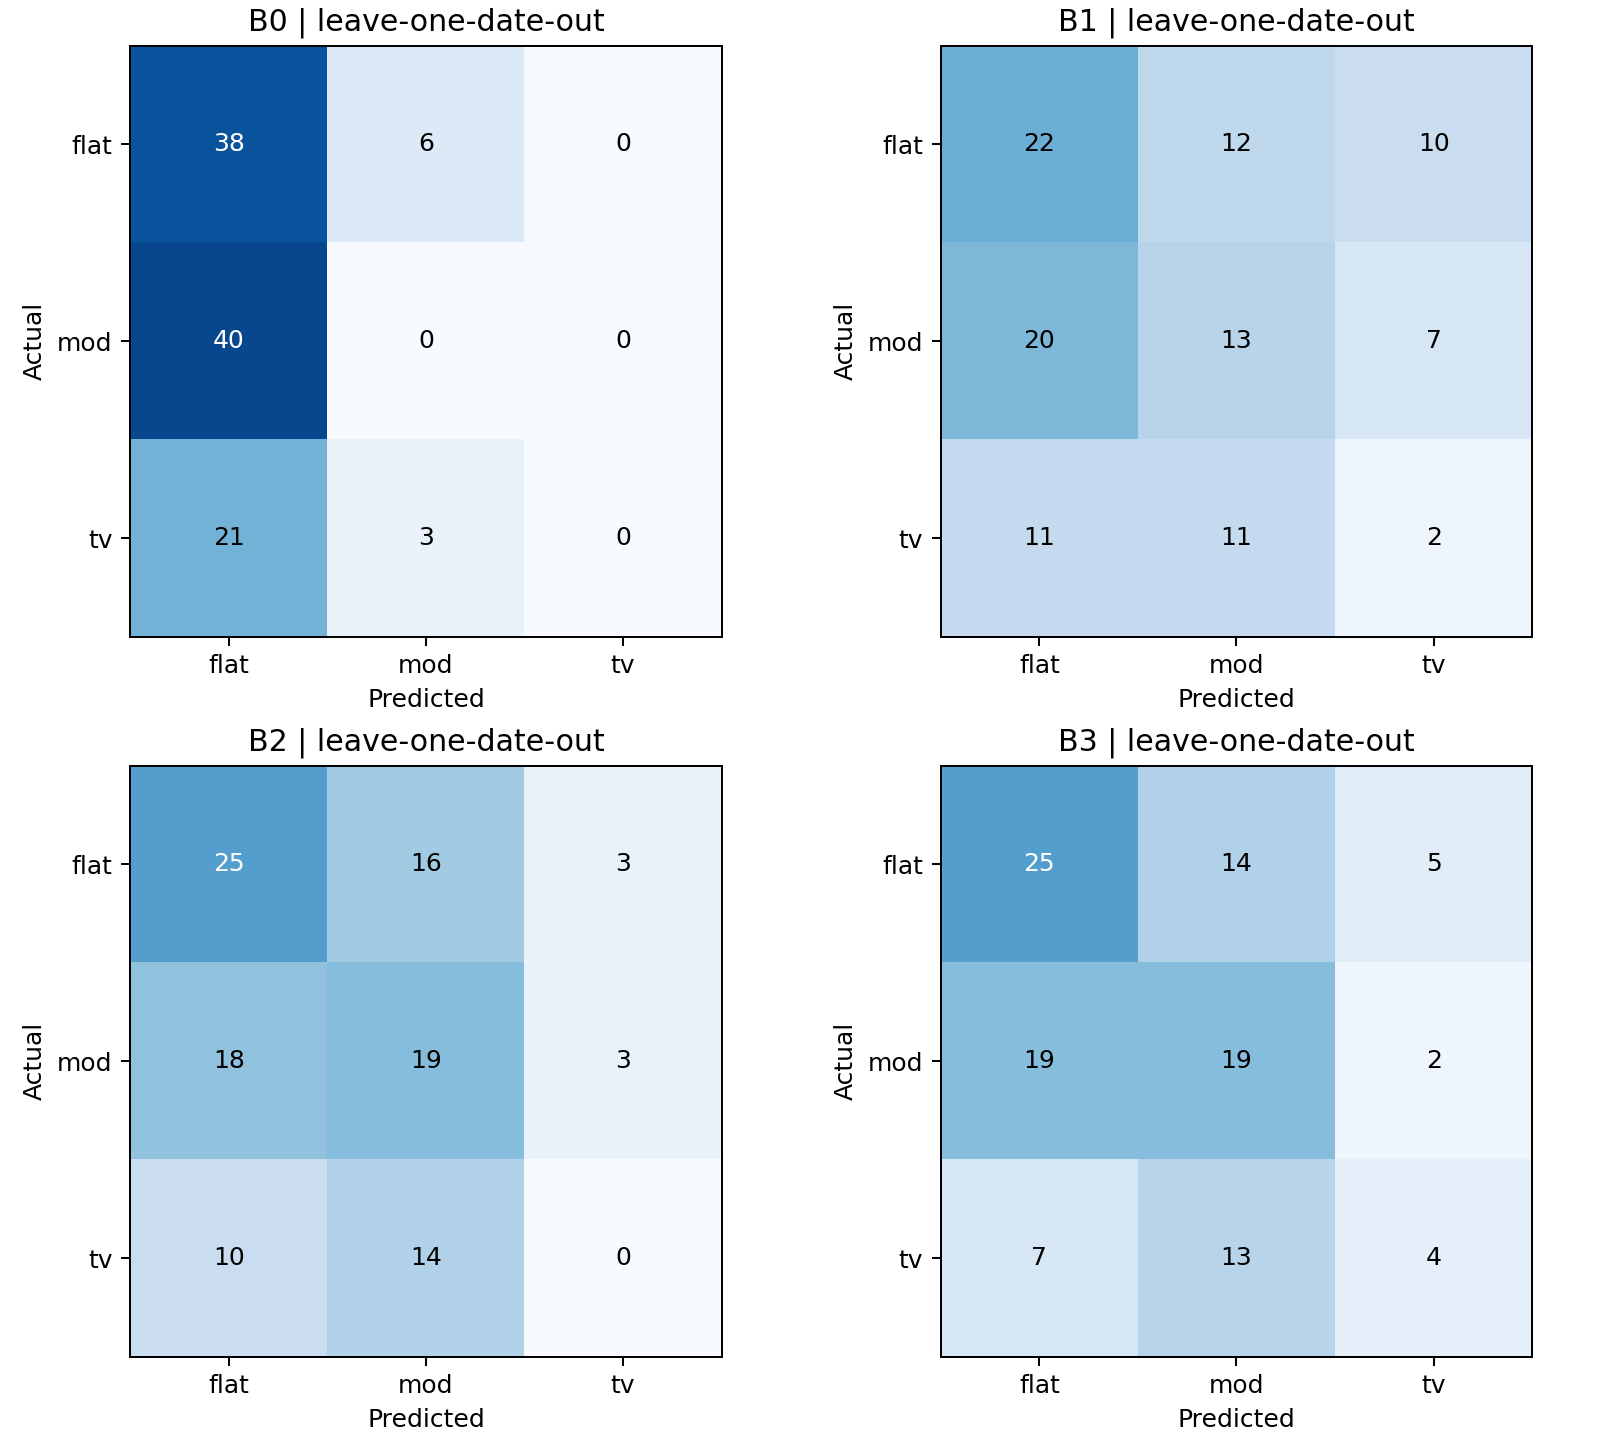 B0 | leave-one-date-out
B1 | leave-one-date-out
flat 38 6 0
mod 40 0 0
tv 21 3 0
Actual
flat mod tv
Predicted
flat 22 12 10
mod 20 13 7
tv 11 11 2
Actual
flat mod tv
Predicted
B2 | leave-one-date-out
B3 | leave-one-date-out
flat 25 16 3
mod 18 19 3
tv 10 14 0
Actual
flat mod tv
Predicted
flat 25 14 5
mod 19 19 2
tv 7 13 4
Actual
flat mod tv
Predicted